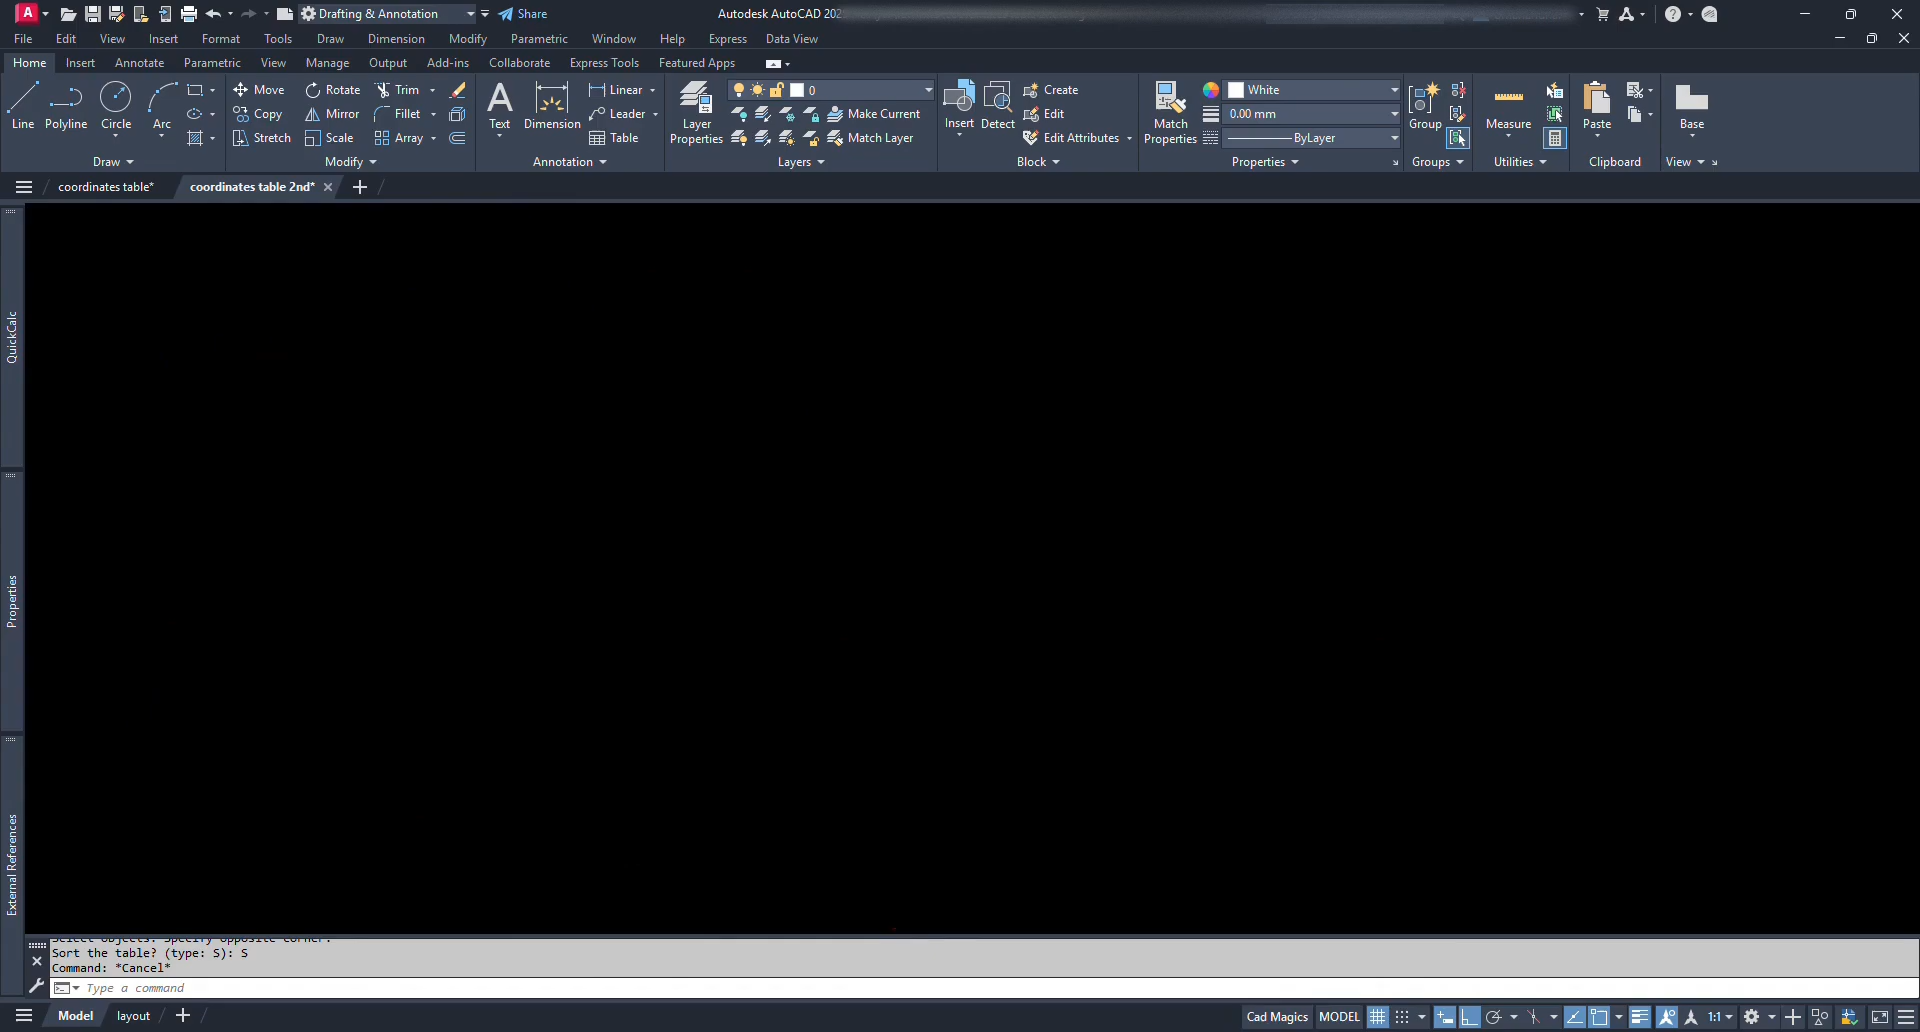 Drafting & Annotation
Share
Autodesk AutoCAD 202
File Edit View Insert Format Tools Draw Dimension Modify Parametric Window Help Express Data View
Home Insert Annotate Parametric View Manage Output Add-ins Collaborate Express Tools Featured Apps
Line Polyline Circle Arc
Draw
Move Rotate Trim
Copy Mirror Fillet
Stretch Scale Array
Modify
Text Dimension
Linear
Leader
Table
Annotation
Layer
Properties
0
Make Current
Match Layer
Layers
Insert Detect
Create
Edit
Edit Attributes
Block
Match
Properties
White
0.00 mm
ByLayer
Properties
Group
Groups
Measure
Utilities
Paste
Clipboard
Base
View
coordinates table*
coordinates table 2nd*
QuickCalc
Properties
External References
Select objects: Specify opposite corner:
Sort the table? (type: S): S
Command: *Cancel*
Type a command
Model layout
Cad Magics MODEL 1:1